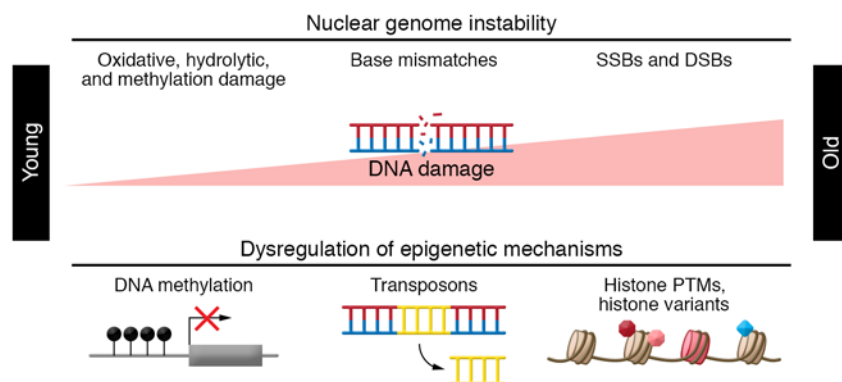 Nuclear genome instability
Oxidative, hydrolytic,
and methylation damage
Base mismatches
SSBs and DSBs
Young
DNA damage
Old
Dysregulation of epigenetic mechanisms
DNA methylation
Transposons
Histone PTMs,
histone variants